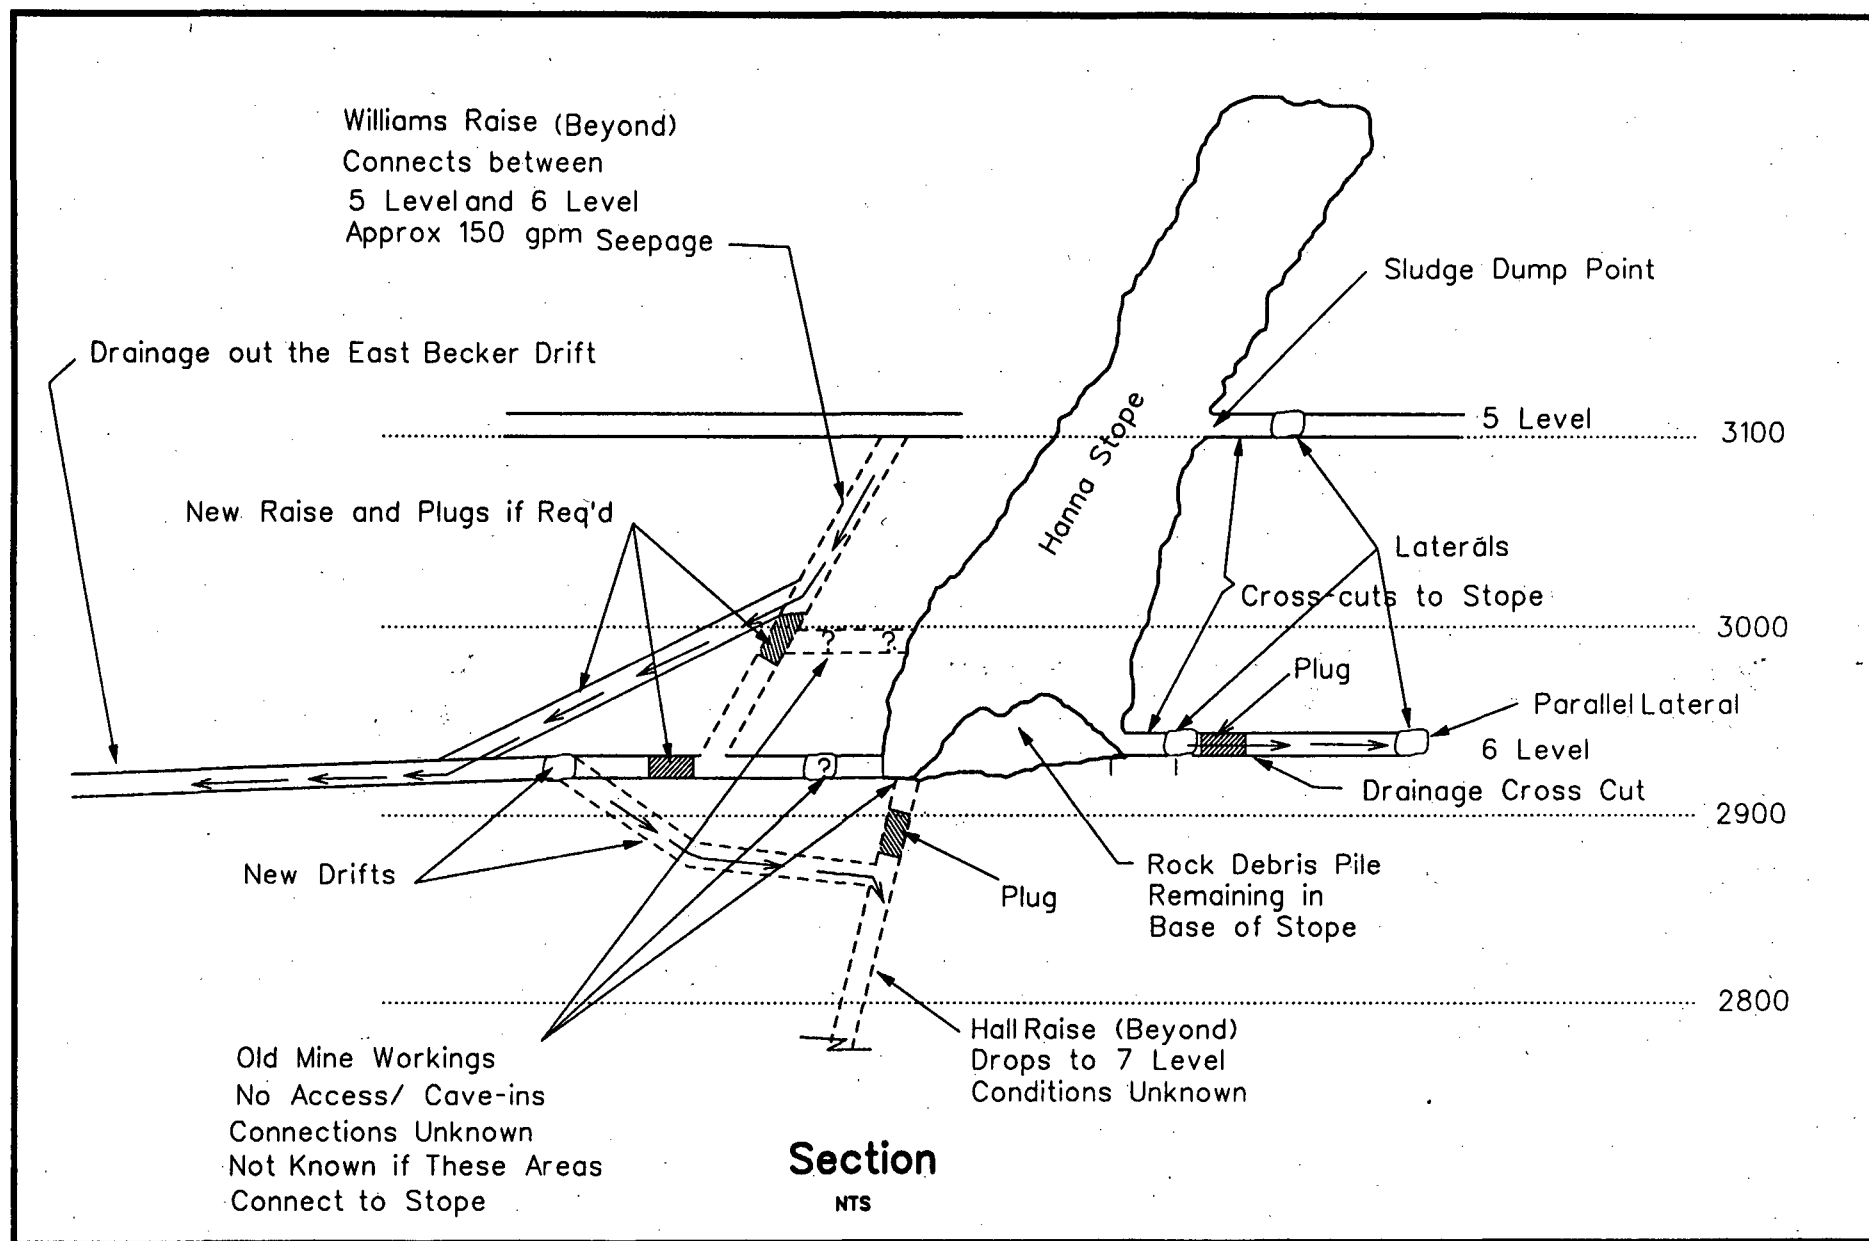 Williams Raise (Beyond)
Connects between
5 Level and 6 Level
Approx 150 gpm Seepage
Sludge Dump Point
Drainage out the East Becker Drift
5 Level
3100
Hanna Stope
New Raise and Plugs if Req'd
Laterals
Cross-cuts to Stope
3000
? ?
Plug
Parallel Lateral
6 Level
?
Drainage Cross Cut
2900
New Drifts
Plug
Rock Debris Pile
Remaining in
Base of Stope
2800
Hall Raise (Beyond)
Drops to 7 Level
Conditions Unknown
Old Mine Workings
No Access/ Cave-ins
Connections Unknown
Not Known if These Areas
Connect to Stope
Section
NTS